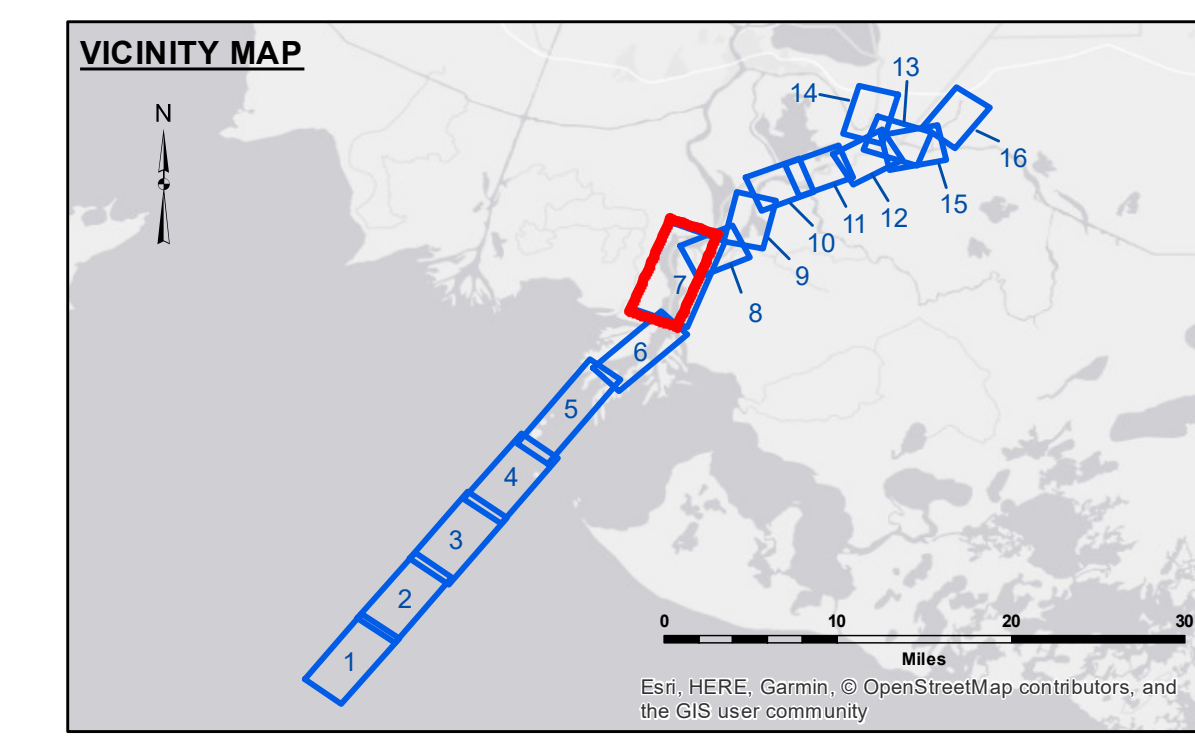 VICINITY MAP
N
13
14
16
15
12
11
10
9
8
7
6
5
4
3
2
1
0 10 20 30
Miles
Esri, HERE, Garmin, © OpenStreetMap contributors, and
the GIS user community